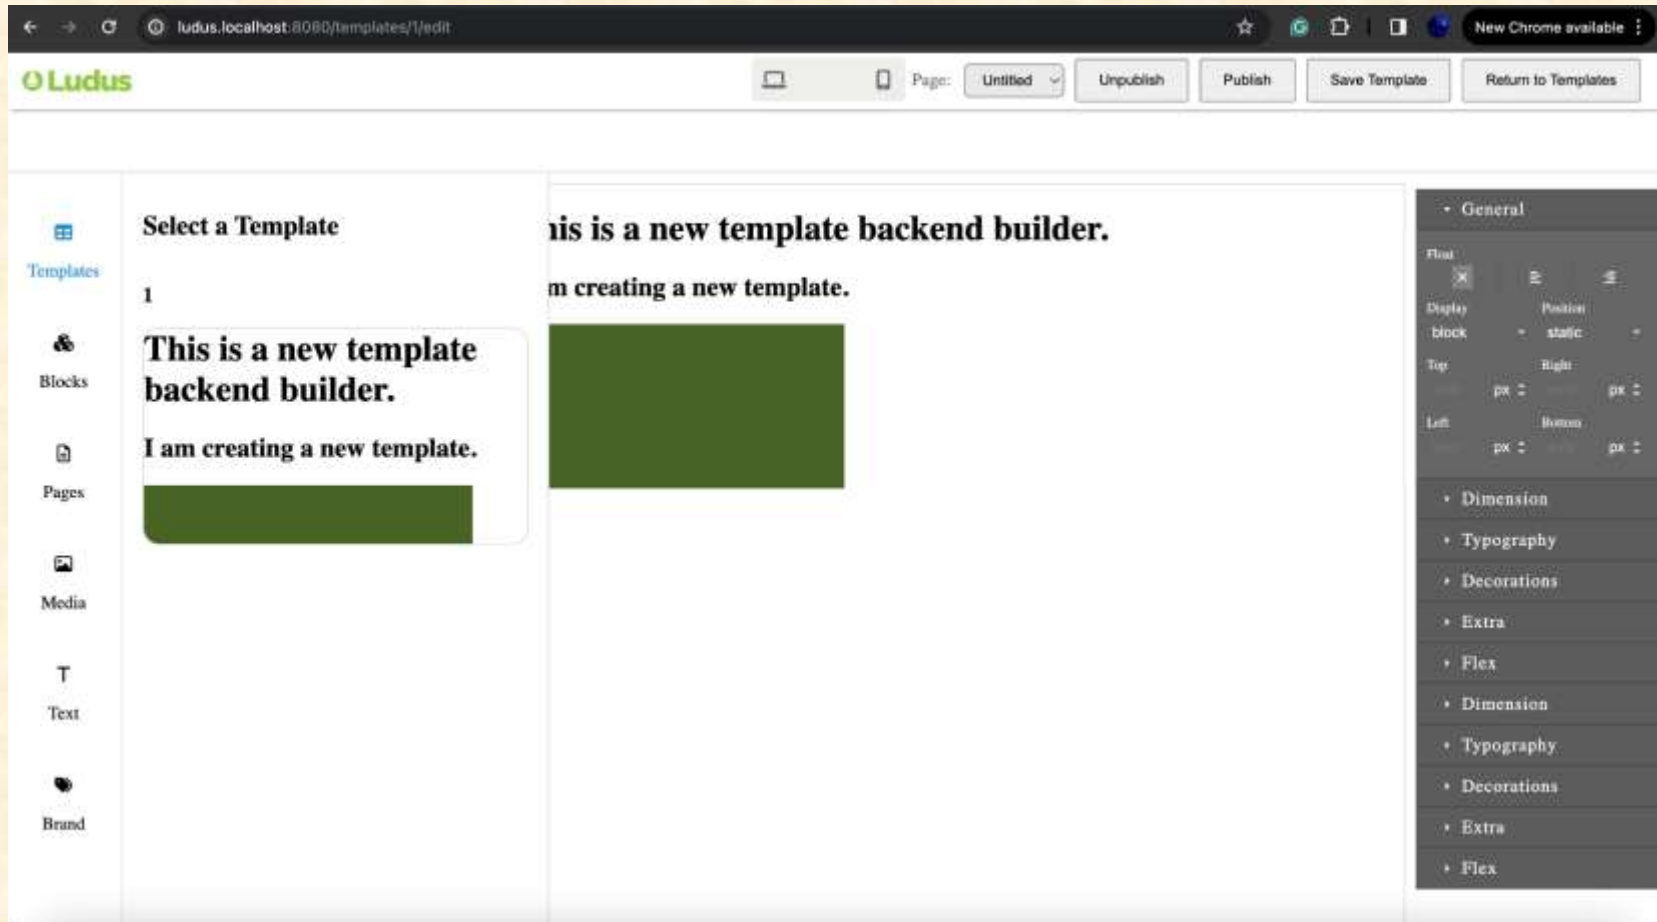 ludus.localhost:8080/templates/1/edit
New Chrome available
Ludus
Page:
Untitled
Unpublish
Publish
Save Template
Return to Templates
Templates
Blocks
Pages
Media
Text
Brand
Select a Template
1
This is a new template
backend builder.
I am creating a new template.
his is a new template backend builder.
m creating a new template.
General
Float
Display
Position
block
static
Top
Right
px
px
Left
Bottom
px
px
Dimension
Typography
Decorations
Extra
Flex
Dimension
Typography
Decorations
Extra
Flex